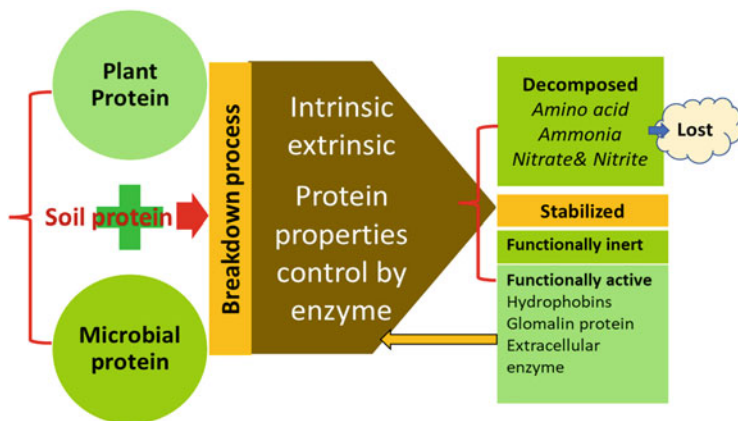 Plant
Protein
Soil protein
Microbial
protein
Breakdown process
Intrinsic
extrinsic
Protein
properties
control by
enzyme
Decomposed
Amino acid
Ammonia
Nitrate& Nitrite
Lost
Stabilized
Functionally inert
Functionally active
Hydrophobins
Glomalin protein
Extracellular
enzyme